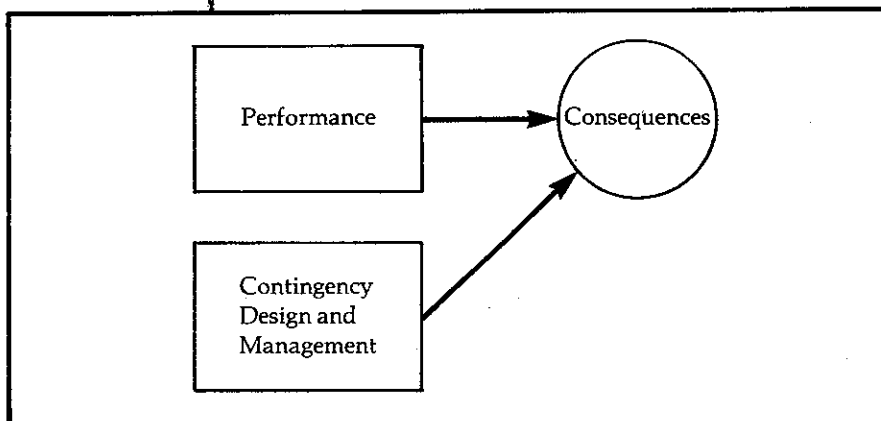 Performance
Consequences
Contingency
Design and
Management